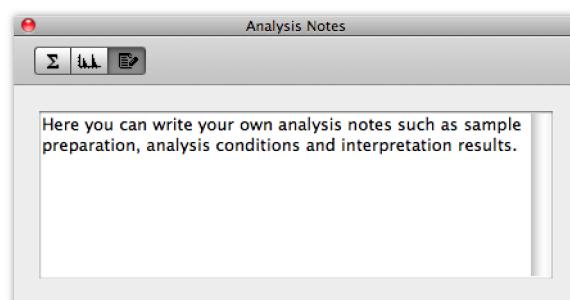 Analysis Notes
Σ
Here you can write your own analysis notes such as sample
preparation, analysis conditions and interpretation results.